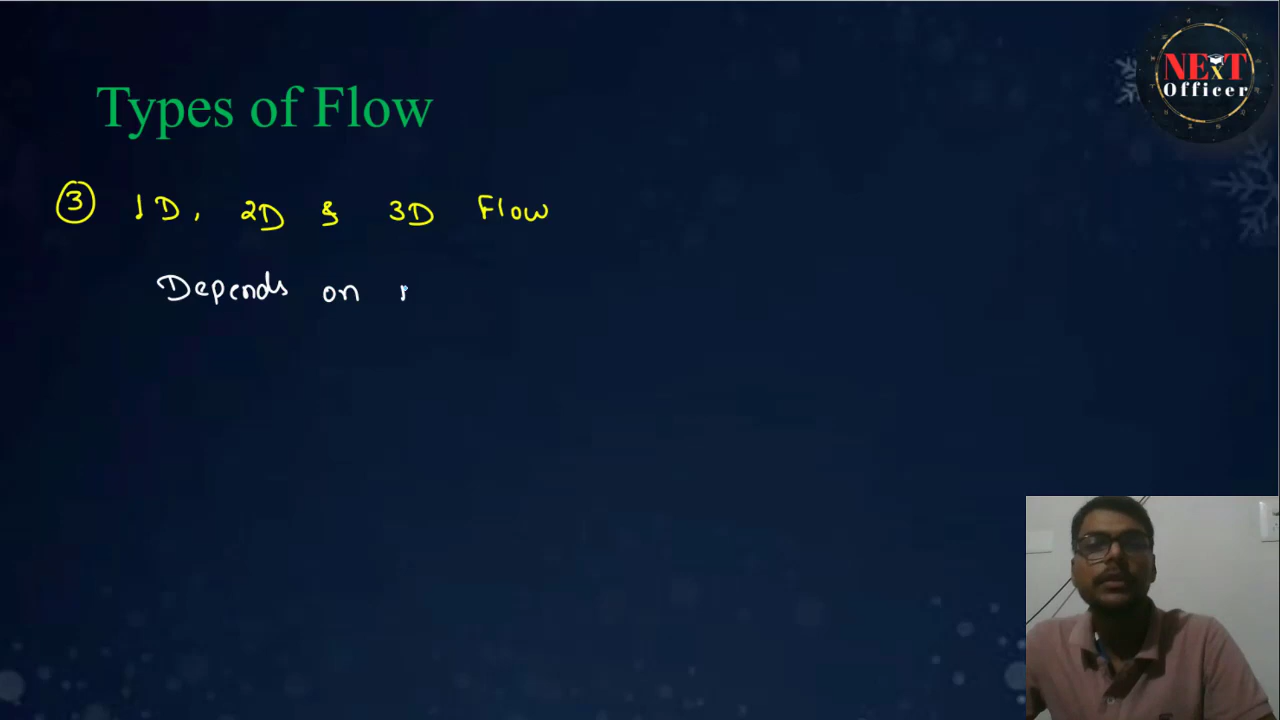 NEXT
Officer
Types of Flow
3 1D, 2D & 3D Flow
Depends on